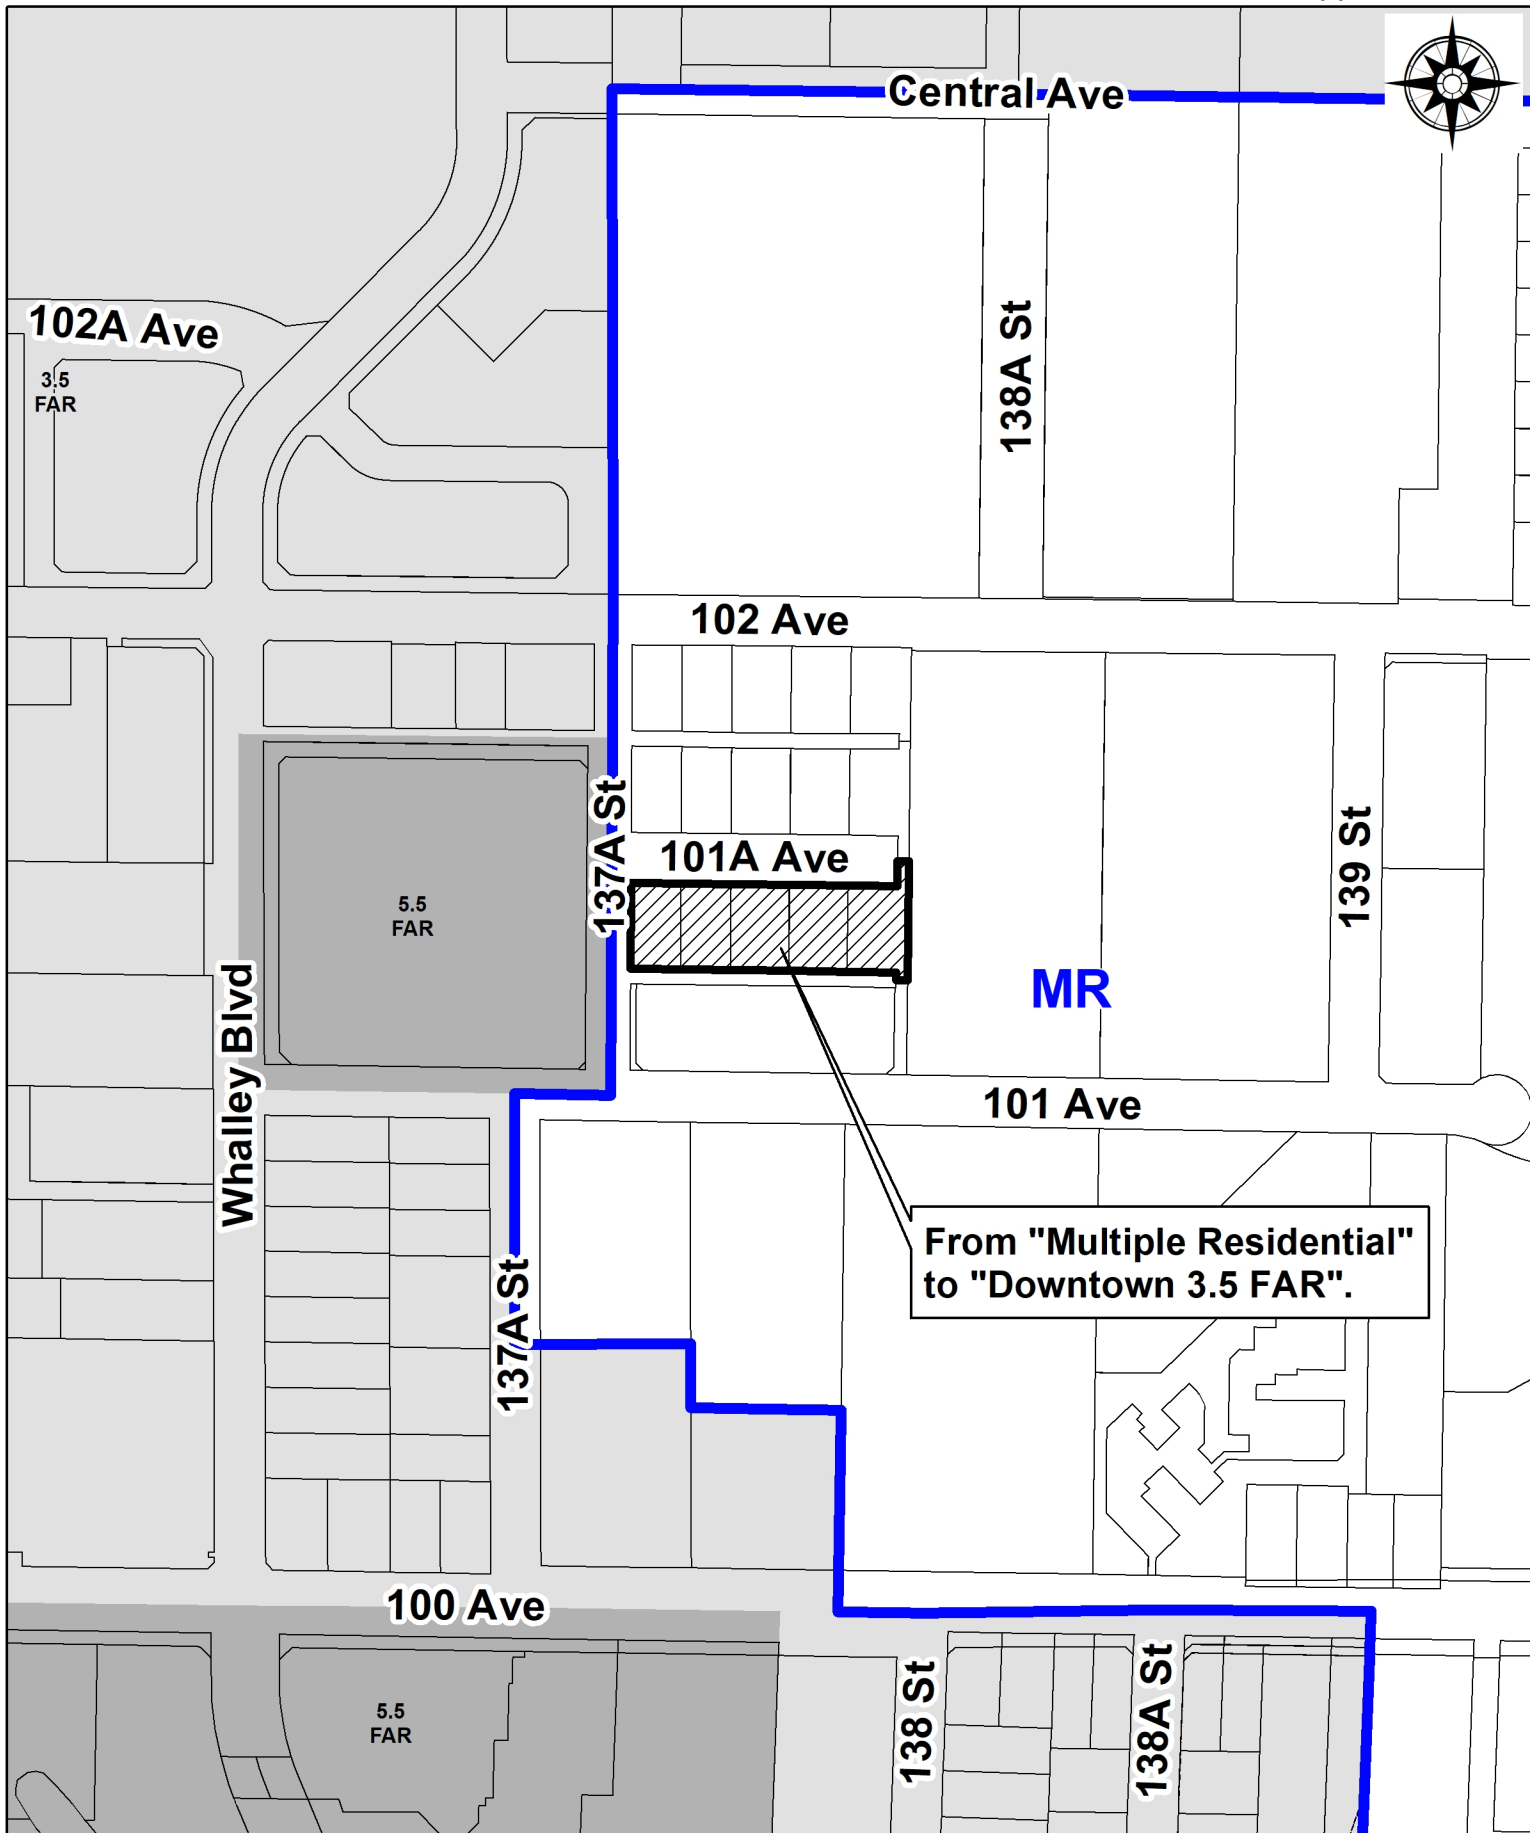 Central Ave
102A Ave
3.5
FAR
138A St
102 Ave
137A St
101A Ave
139 St
5.5
FAR
MR
Whalley Blvd
101 Ave
From "Multiple Residential"
to "Downtown 3.5 FAR".
137A St
100 Ave
138 St
138A St
5.5
FAR